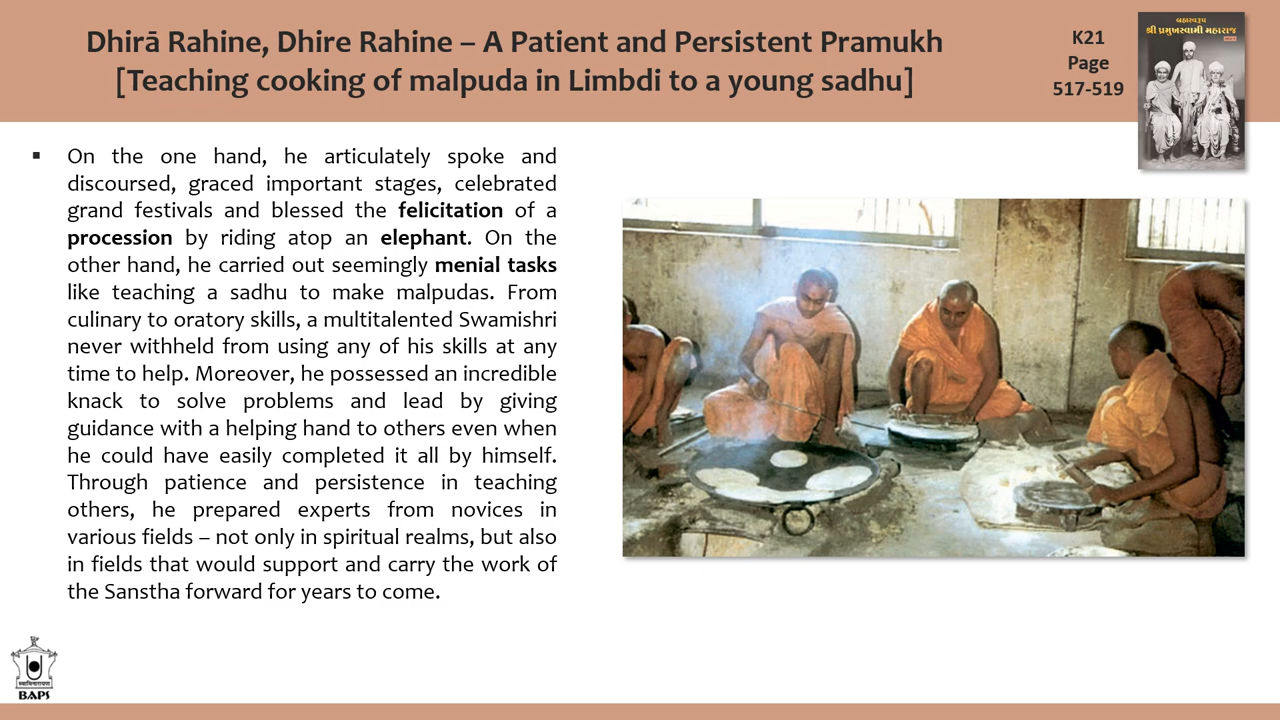 Dhirā Rahine, Dhire Rahine – A Patient and Persistent Pramukh
[Teaching cooking of malpuda in Limbdi to a young sadhu]
K21
Page
517-519
બ્રહ્મસ્વરૂપ
શ્રી પ્રમુખસ્વામી મહારાજ
▪ On the one hand, he articulately spoke and
discoursed, graced important stages, celebrated
grand festivals and blessed the felicitation of a
procession by riding atop an elephant. On the
other hand, he carried out seemingly menial tasks
like teaching a sadhu to make malpudas. From
culinary to oratory skills, a multitalented Swamishri
never withheld from using any of his skills at any
time to help. Moreover, he possessed an incredible
knack to solve problems and lead by giving
guidance with a helping hand to others even when
he could have easily completed it all by himself.
Through patience and persistence in teaching
others, he prepared experts from novices in
various fields – not only in spiritual realms, but also
in fields that would support and carry the work of
the Sanstha forward for years to come.
સ્વામિનારાયણ
BAPS